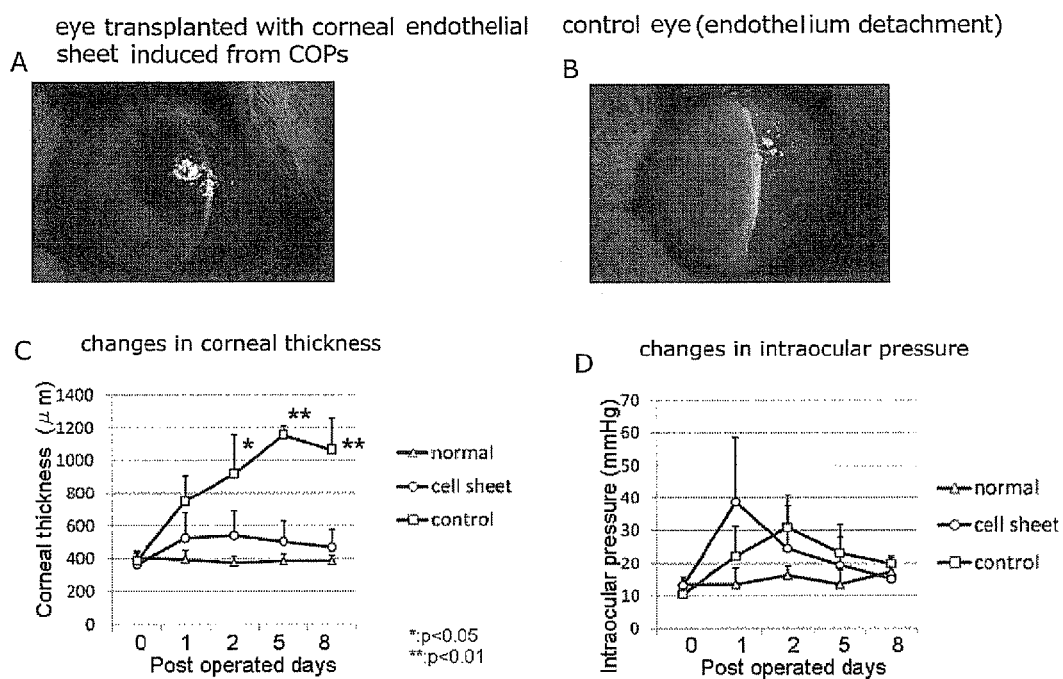 eye transplanted with corneal endothelial
sheet induced from COPs
control eye (endothelium detachment)
A
B
C
changes in corneal thickness
Corneal thickness (μm)
1400
1200
1000
800
600
400
200
0
*
**
**
0 1 2 5 8
Post operated days
normal
cell sheet
control
*:p<0.05
**:p<0.01
D
changes in intraocular pressure
Intraocular pressure (mmHg)
70
60
50
40
30
20
10
0
0 1 2 5 8
Post operated days
normal
cell sheet
control